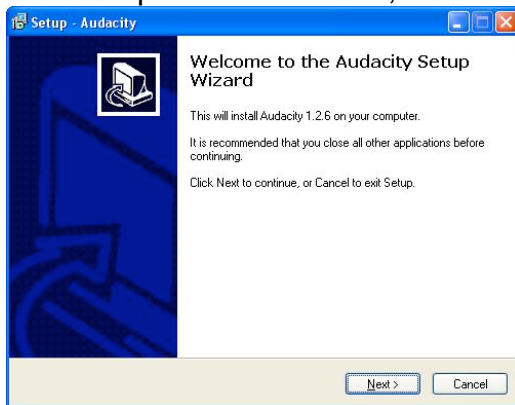 Setup - Audacity
Welcome to the Audacity Setup
Wizard
This will install Audacity 1.2.6 on your computer.
It is recommended that you close all other applications before
continuing.
Click Next to continue, or Cancel to exit Setup.
Next >
Cancel